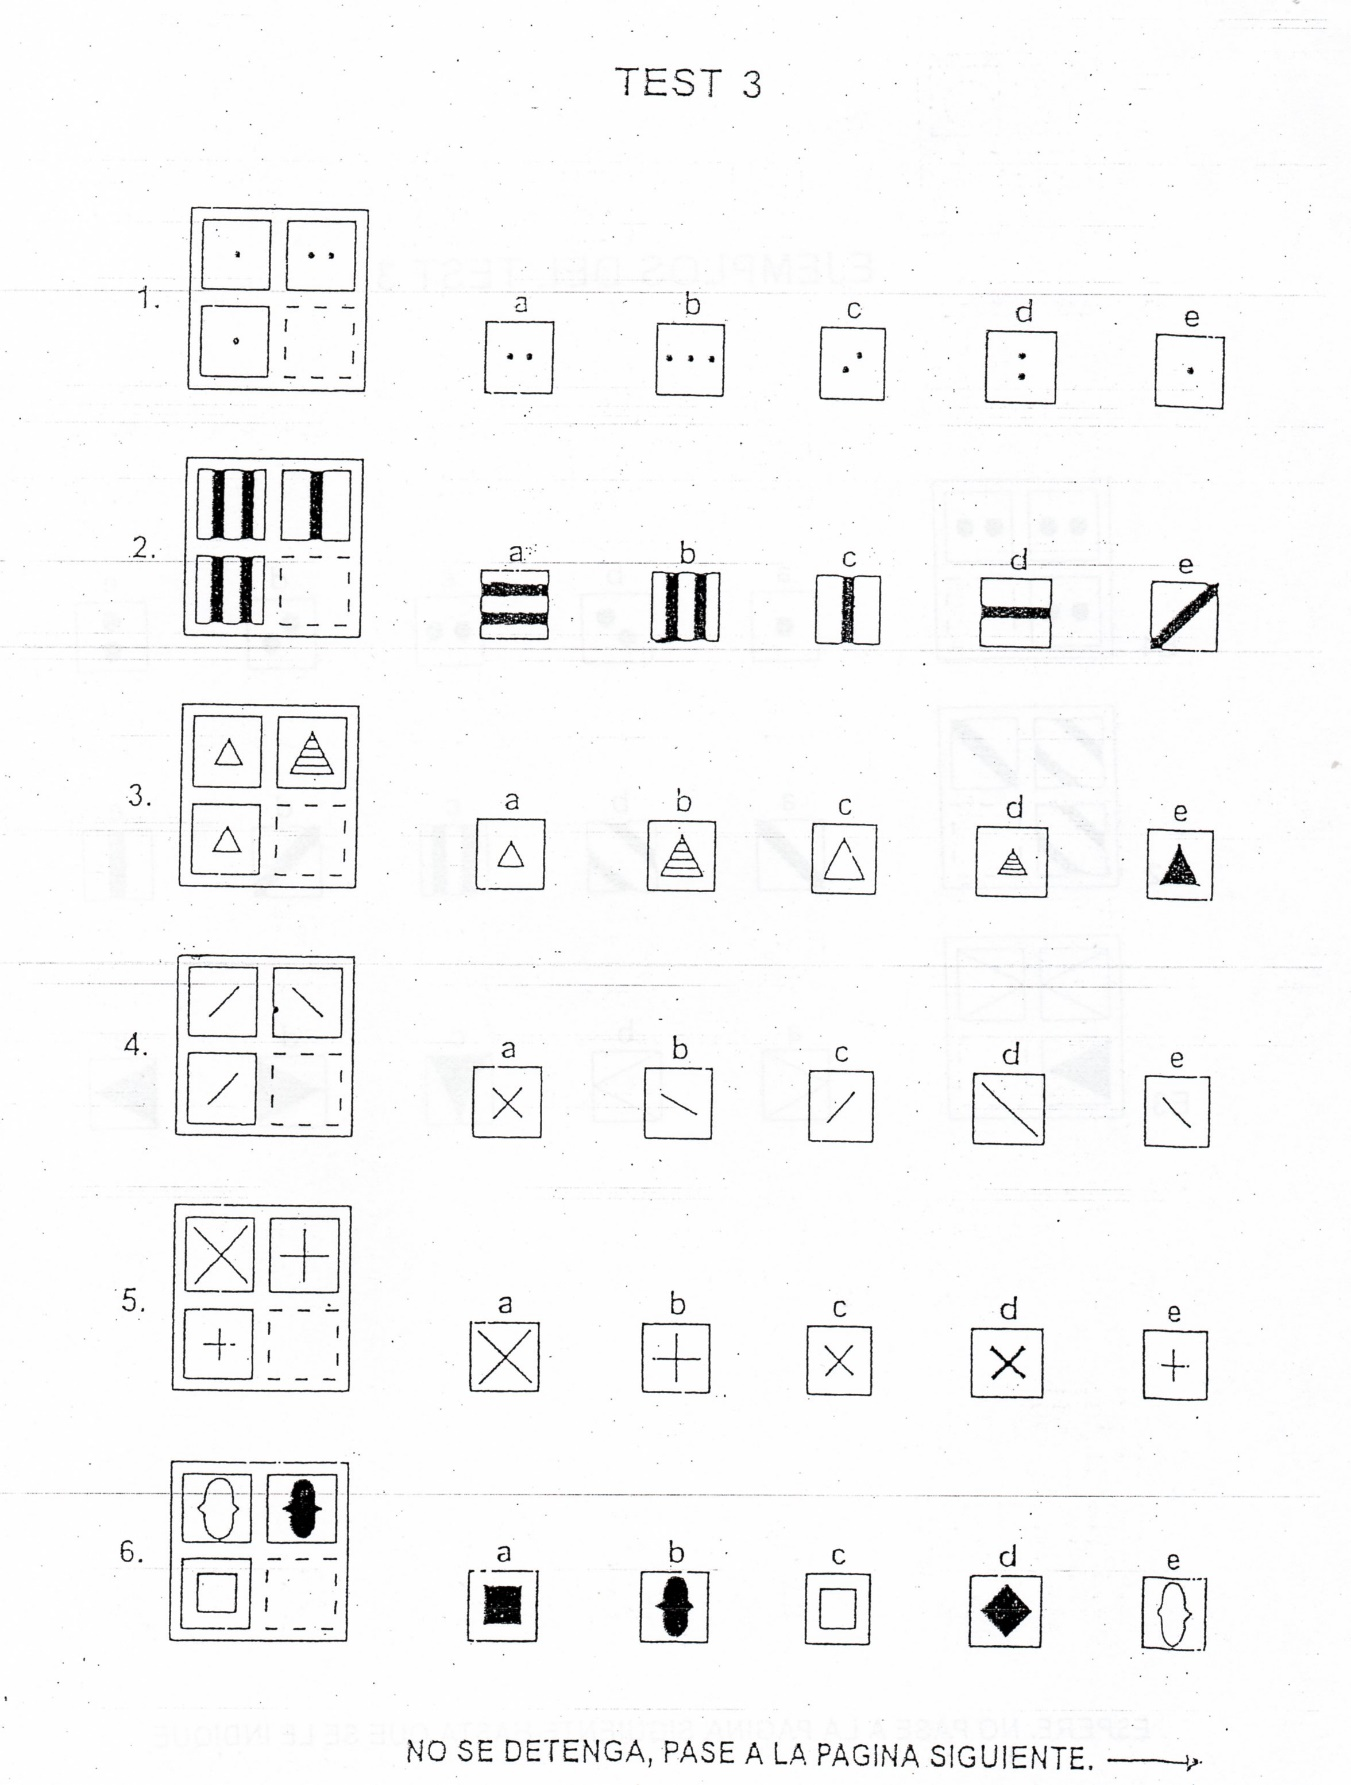 TEST 3
1.
a b c d e
2.
a b c d e
3.
a b c d e
4.
a b c d e
5.
a b c d e
6.
a b c d e
NO SE DETENGA, PASE A LA PAGINA SIGUIENTE.